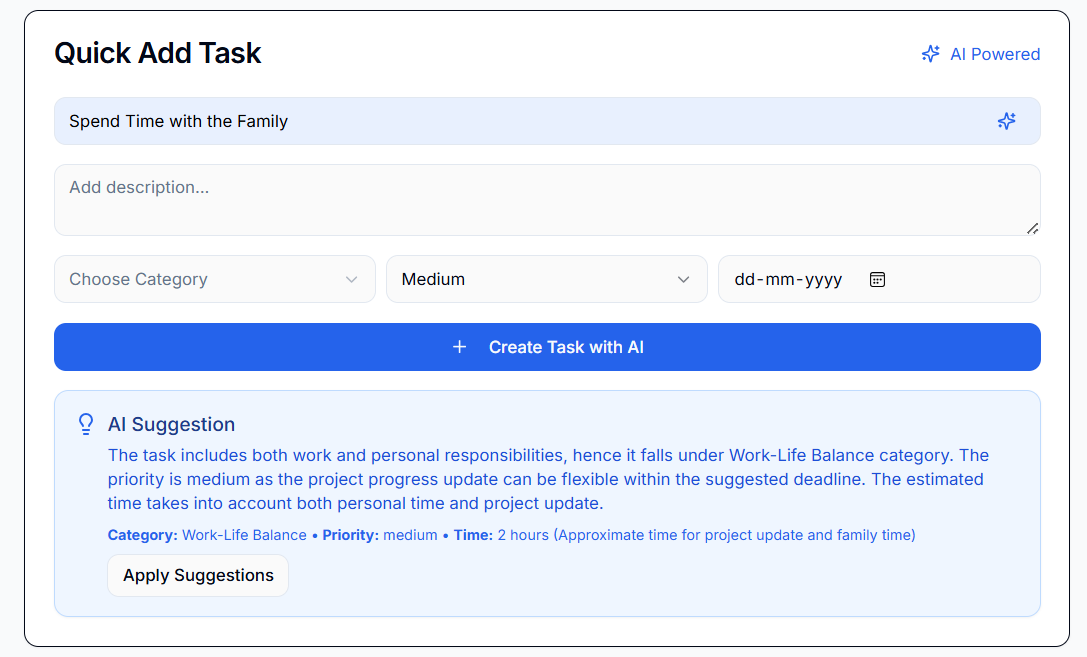 Quick Add Task
AI Powered
Spend Time with the Family
Add description...
Choose Category
Medium
dd-mm-yyyy
+ Create Task with AI
AI Suggestion
The task includes both work and personal responsibilities, hence it falls under Work-Life Balance category. The
priority is medium as the project progress update can be flexible within the suggested deadline. The estimated
time takes into account both personal time and project update.
Category: Work-Life Balance • Priority: medium • Time: 2 hours (Approximate time for project update and family time)
Apply Suggestions